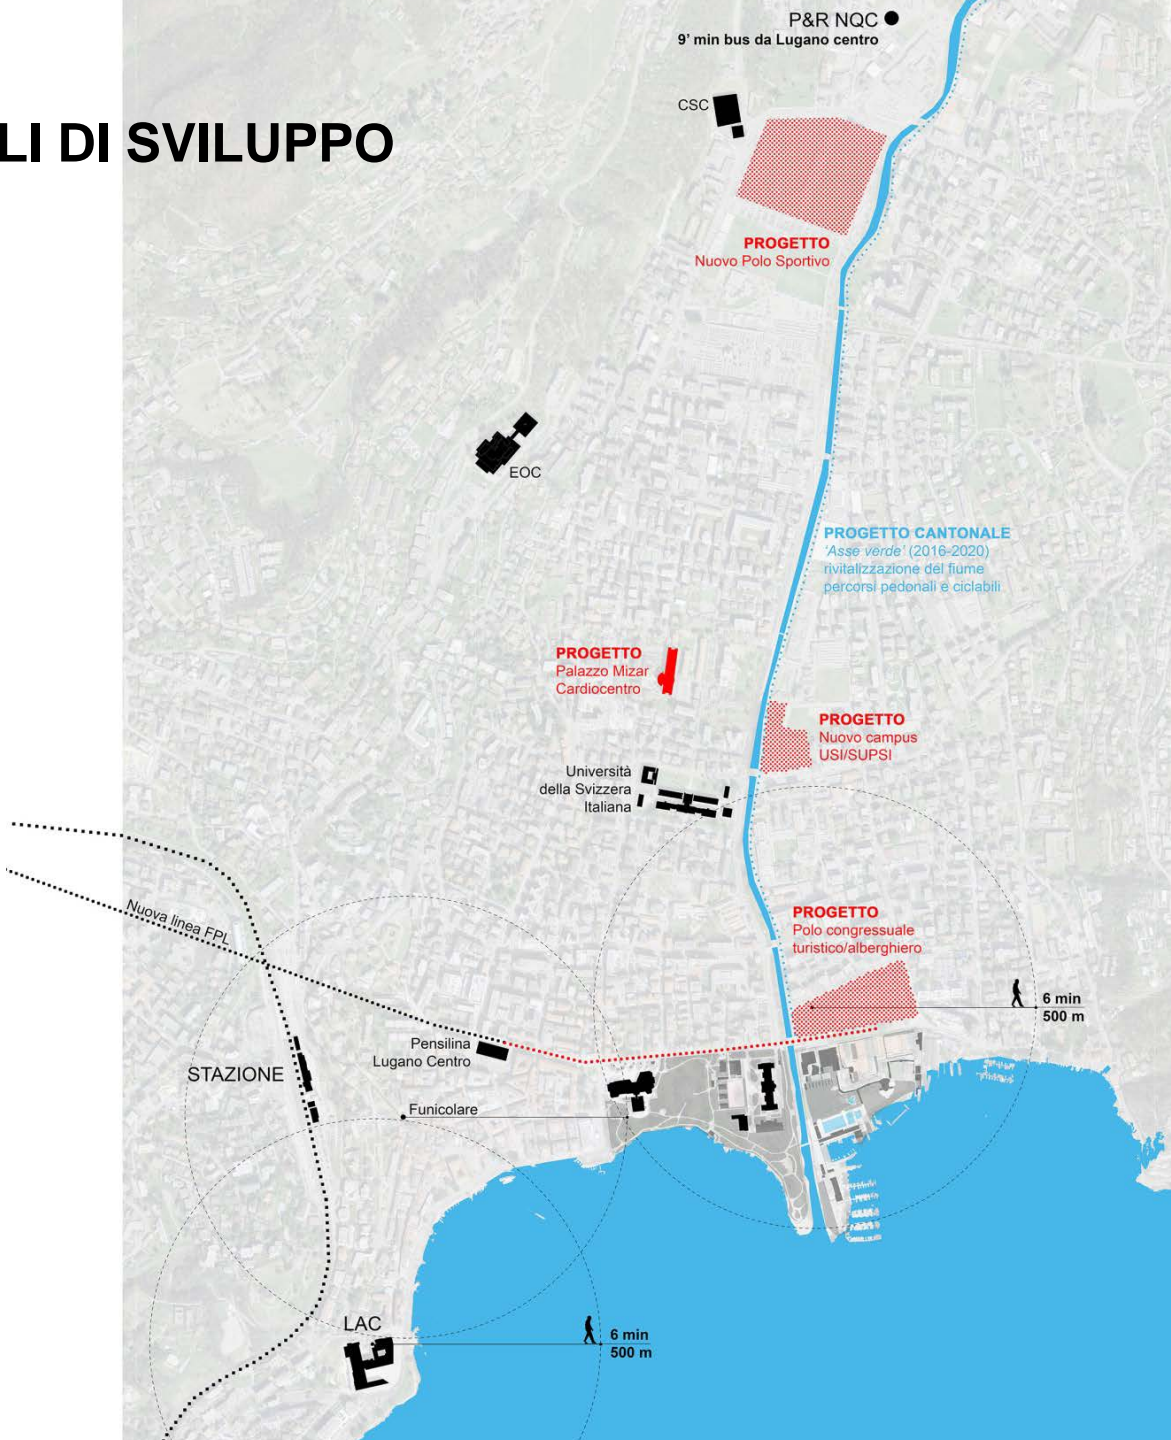 P&R NQC
9' min bus da Lugano centro
CSC
LI DI SVILUPPO
PROGETTO
Nuovo Polo Sportivo
EOC
PROGETTO CANTONALE
'Asse verde' (2016-2020)
rivitalizzazione del fiume
percorsi pedonali e ciclabili
PROGETTO
Palazzo Mizar
Cardiocentro
PROGETTO
Nuovo campus
USI/SUPSI
Università
della Svizzera
Italiana
Nuova linea FPL
PROGETTO
Polo congressuale
turistico/alberghiero
6 min
500 m
Pensilina
Lugano Centro
STAZIONE
Funicolare
LAC
6 min
500 m